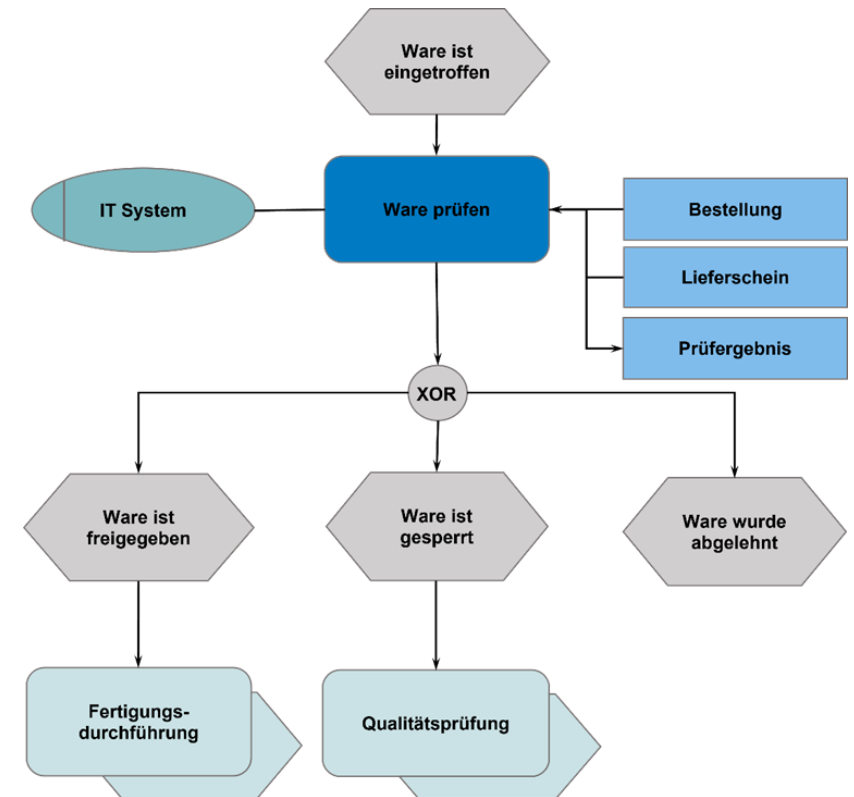 Ware ist
eingetroffen
IT System
Ware prüfen
Bestellung
Lieferschein
Prüfergebnis
XOR
Ware ist
freigegeben
Ware ist
gesperrt
Ware wurde
abgelehnt
Fertigungs-
durchführung
Qualitätsprüfung